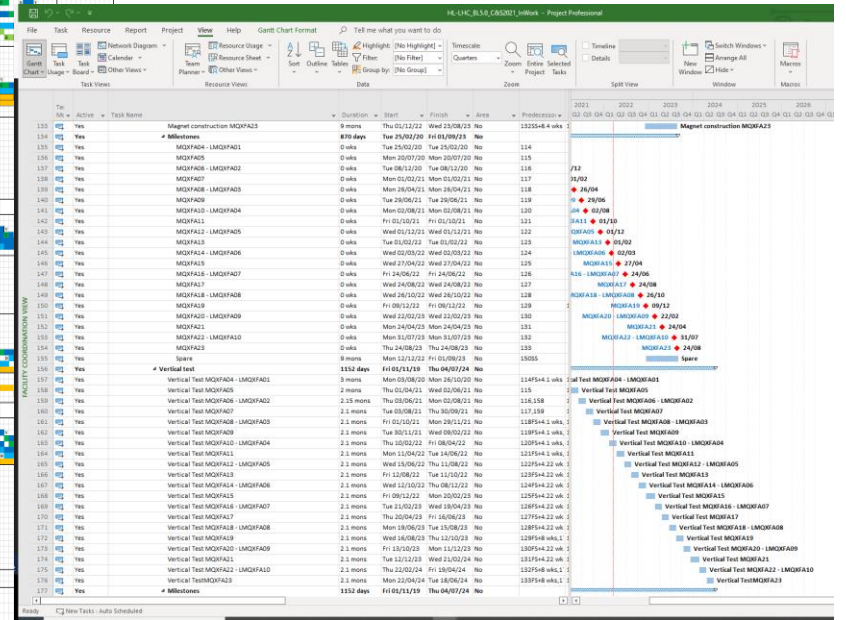 HL-LHC_BL5.0_C&S2021_InWork - Project Professional
File Task Resource Report Project View Help Gantt Chart Format Tell me what you want to do
Gantt Chart Task Usage Task Board Network Diagram Calendar Other Views
Team Planner Resource Usage Resource Sheet Other Views
Sort Outline Tables Highlight: [No Highlight] Filter: [No Filter] Group by: [No Group]
Timescale: Quarters Zoom Entire Project Selected Tasks
Timeline Details
New Window Switch Windows Arrange All Hide Macros
Task Views Resource Views Data Zoom Split View Window Macros
Active Task Name Duration Start Finish Area Predecessor
2021 2022 2023 2024 2025 2026
FACILITY COORDINATION VIEW
133 Yes Magnet construction MQXFA23 9 mons Thu 01/12/22 Wed 23/08/23 No Magnet construction MQXFA23
134 Yes Milestones 870 days Tue 25/02/20 Fri 01/09/23 No
135 Yes MQXFA04 - LMQXFA01 0 wks Tue 25/02/20 Tue 25/02/20 No 114
136 Yes MQXFA05 0 wks Mon 20/07/20 Mon 20/07/20 No 115
137 Yes MQXFA06 - LMQXFA02 0 wks Tue 08/12/20 Tue 08/12/20 No 116 /12
138 Yes MQXFA07 0 wks Mon 01/02/21 Mon 01/02/21 No 117 01/02
139 Yes MQXFA08 - LMQXFA03 0 wks Mon 26/04/21 Mon 26/04/21 No 118 26/04
140 Yes MQXFA09 0 wks Tue 29/06/21 Tue 29/06/21 No 119 29/06
141 Yes MQXFA10 - LMQXFA04 0 wks Mon 02/08/21 Mon 02/08/21 No 120 02/08
142 Yes MQXFA11 0 wks Fri 01/10/21 Fri 01/10/21 No 121 01/10
143 Yes MQXFA12 - LMQXFA05 0 wks Wed 01/12/21 Wed 01/12/21 No 122 01/12
144 Yes MQXFA13 0 wks Tue 01/02/22 Tue 01/02/22 No 123 MQXFA13 01/02
145 Yes MQXFA14 - LMQXFA06 0 wks Wed 02/03/22 Wed 02/03/22 No 124 LMQXFA06 02/03
146 Yes MQXFA15 0 wks Wed 27/04/22 Wed 27/04/22 No 125 MQXFA15 27/04
147 Yes MQXFA16 - LMQXFA07 0 wks Fri 24/06/22 Fri 24/06/22 No 126 LMQXFA07 24/06
148 Yes MQXFA17 0 wks Wed 24/08/22 Wed 24/08/22 No 127 MQXFA17 24/08
149 Yes MQXFA18 - LMQXFA08 0 wks Wed 26/10/22 Wed 26/10/22 No 128 MQXFA18 - LMQXFA08 26/10
150 Yes MQXFA19 0 wks Fri 09/12/22 Fri 09/12/22 No 129 MQXFA19 09/12
151 Yes MQXFA20 - LMQXFA09 0 wks Wed 22/02/23 Wed 22/02/23 No 130 MQXFA20 - LMQXFA09 22/02
152 Yes MQXFA21 0 wks Mon 24/04/23 Mon 24/04/23 No 131 MQXFA21 24/04
153 Yes MQXFA22 - LMQXFA10 0 wks Mon 31/07/23 Mon 31/07/23 No 132 MQXFA22 - LMQXFA10 31/07
154 Yes MQXFA23 0 wks Thu 24/08/23 Thu 24/08/23 No 133 MQXFA23 24/08
155 Yes Spare 9 mons Mon 12/12/22 Fri 01/09/23 No 150SS Spare
156 Yes Vertical test 1152 days Fri 01/11/19 Thu 04/07/24 No
157 Yes Vertical Test MQXFA04 - LMQXFA01 3 mons Mon 03/08/20 Mon 26/10/20 No 114FS+4.1 wks Test MQXFA04 - LMQXFA01
158 Yes Vertical Test MQXFA05 2 mons Thu 01/04/21 Wed 02/06/21 No 115 Vertical Test MQXFA05
159 Yes Vertical Test MQXFA06 - LMQXFA02 2.15 mons Thu 03/06/21 Mon 02/08/21 No 116,158 Vertical Test MQXFA06 - LMQXFA02
160 Yes Vertical Test MQXFA07 2.1 mons Tue 03/08/21 Thu 30/09/21 No 117,159 Vertical Test MQXFA07
161 Yes Vertical Test MQXFA08 - LMQXFA03 2.1 mons Fri 01/10/21 Mon 29/11/21 No Vertical Test MQXFA08 - LMQXFA03
162 Yes Vertical Test MQXFA09 2.1 mons Tue 30/11/21 Wed 09/02/22 No Vertical Test MQXFA09
163 Yes Vertical Test MQXFA10 - LMQXFA04 2.1 mons Thu 10/02/22 Fri 08/04/22 No Vertical Test MQXFA10 - LMQXFA04
164 Yes Vertical Test MQXFA11 2.1 mons Mon 11/04/22 Tue 14/06/22 No Vertical Test MQXFA11
165 Yes Vertical Test MQXFA12 - LMQXFA05 2.1 mons Wed 15/06/22 Thu 11/08/22 No Vertical Test MQXFA12 - LMQXFA05
166 Yes Vertical Test MQXFA13 2.1 mons Fri 12/08/22 Tue 11/10/22 No Vertical Test MQXFA13
167 Yes Vertical Test MQXFA14 - LMQXFA06 2.1 mons Wed 12/10/22 Thu 08/12/22 No Vertical Test MQXFA14 - LMQXFA06
168 Yes Vertical Test MQXFA15 2.1 mons Fri 09/12/22 Mon 20/02/23 No Vertical Test MQXFA15
169 Yes Vertical Test MQXFA16 - LMQXFA07 2.1 mons Tue 21/02/23 Wed 19/04/23 No Vertical Test MQXFA16 - LMQXFA07
170 Yes Vertical Test MQXFA17 2.1 mons Thu 20/04/23 Fri 16/06/23 No Vertical Test MQXFA17
171 Yes Vertical Test MQXFA18 - LMQXFA08 2.1 mons Mon 19/06/23 Tue 15/08/23 No Vertical Test MQXFA18 - LMQXFA08
172 Yes Vertical Test MQXFA19 2.1 mons Wed 16/08/23 Thu 12/10/23 No Vertical Test MQXFA19
173 Yes Vertical Test MQXFA20 - LMQXFA09 2.1 mons Fri 13/10/23 Mon 11/12/23 No Vertical Test MQXFA20 - LMQXFA09
174 Yes Vertical Test MQXFA21 2.1 mons Tue 12/12/23 Wed 21/02/24 No Vertical Test MQXFA21
175 Yes Vertical Test MQXFA22 - LMQXFA10 2.1 mons Thu 22/02/24 Fri 19/04/24 No Vertical Test MQXFA22 - LMQXFA10
176 Yes Vertical TestMQXFA23 2.1 mons Mon 22/04/24 Tue 18/06/24 No Vertical TestMQXFA23
177 Yes Milestones 1152 days Fri 01/11/19 Thu 04/07/24 No
Ready New Tasks : Auto Scheduled